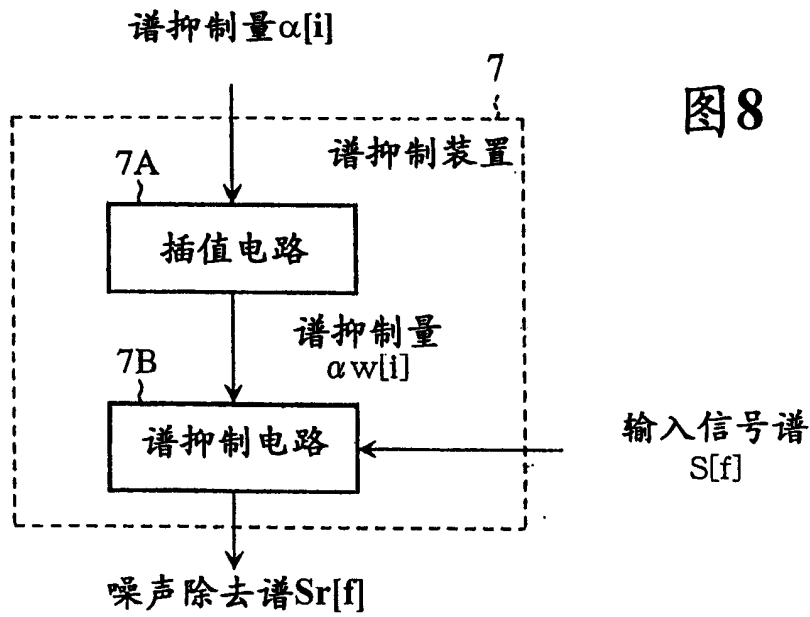 谱抑制量α[i]
7
图8
谱抑制装置
7A
插值电路
谱抑制量
αw[i]
7B
谱抑制电路
输入信号谱
S[f]
噪声除去谱Sr[f]